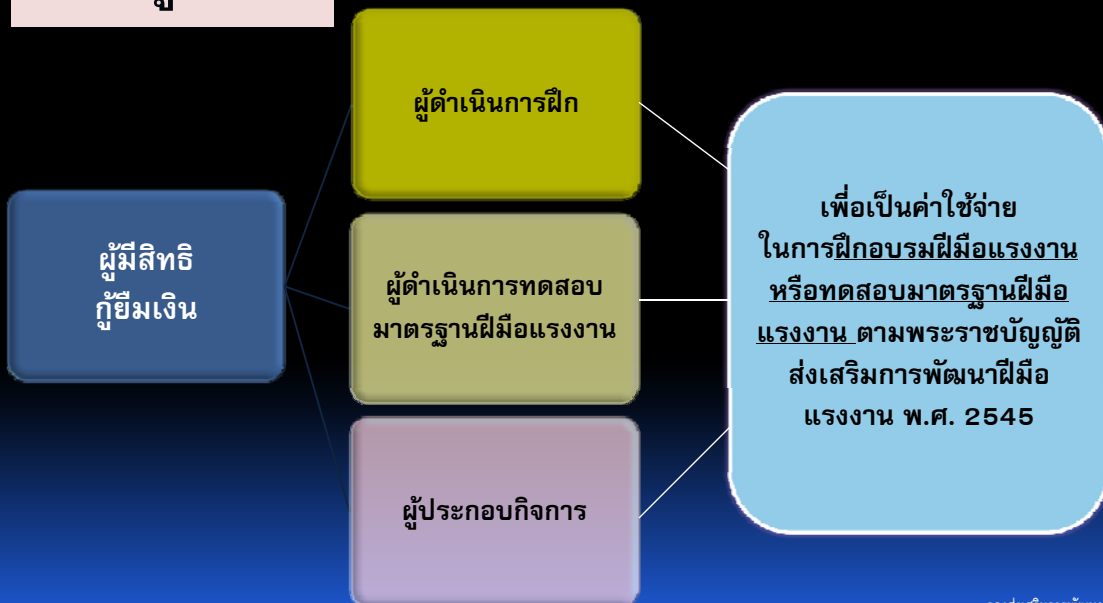 ผู้มีสิทธิ
กู้ยืมเงิน
ผู้ดำเนินการฝึก
ผู้ดำเนินการทดสอบ
มาตรฐานฝีมือแรงงาน
ผู้ประกอบกิจการ
เพื่อเป็นค่าใช้จ่าย
ในการฝึกอบรมฝีมือแรงงาน
หรือทดสอบมาตรฐานฝีมือ
แรงงาน ตามพระราชบัญญัติ
ส่งเสริมการพัฒนาฝีมือ
แรงงาน พ.ศ. 2545